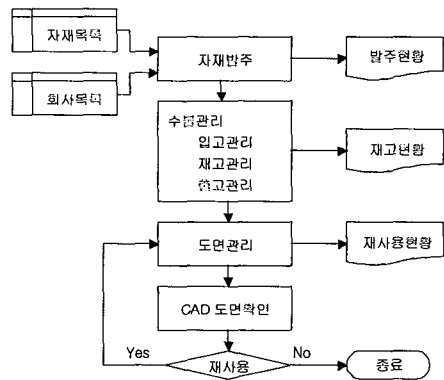 자재목록
자재발주
발주현황
회사목록
수불관리
입고관리
재고관리
출고관리
재고현황
도면관리
재사용현황
CAD 도면확인
Yes
재사용
No
종료